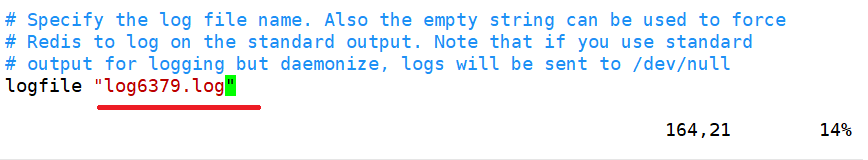 # Specify the log file name. Also the empty string can be used to force
# Redis to log on the standard output. Note that if you use standard
# output for logging but daemonize, logs will be sent to /dev/null
logfile "log6379.log"
164,21 14%